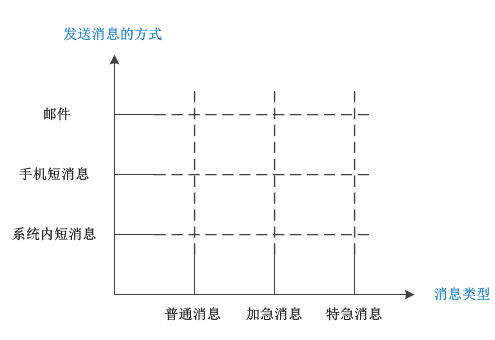 发送消息的方式
邮件
手机短消息
系统内短消息
消息类型
普通消息 加急消息 特急消息